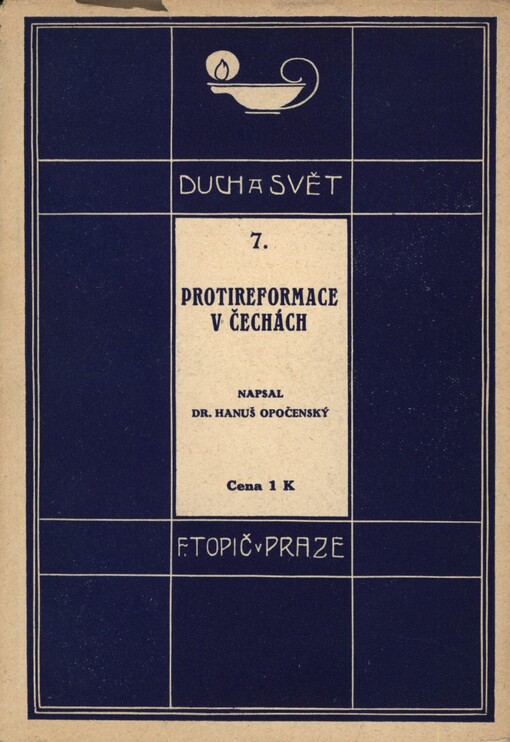 DUCH A SVĚT
7.
PROTIREFORMACE
V ČECHÁCH
NAPSAL
DR. HANUŠ OPOČENSKÝ
Cena 1 K
F. TOPIČ V PRAZE